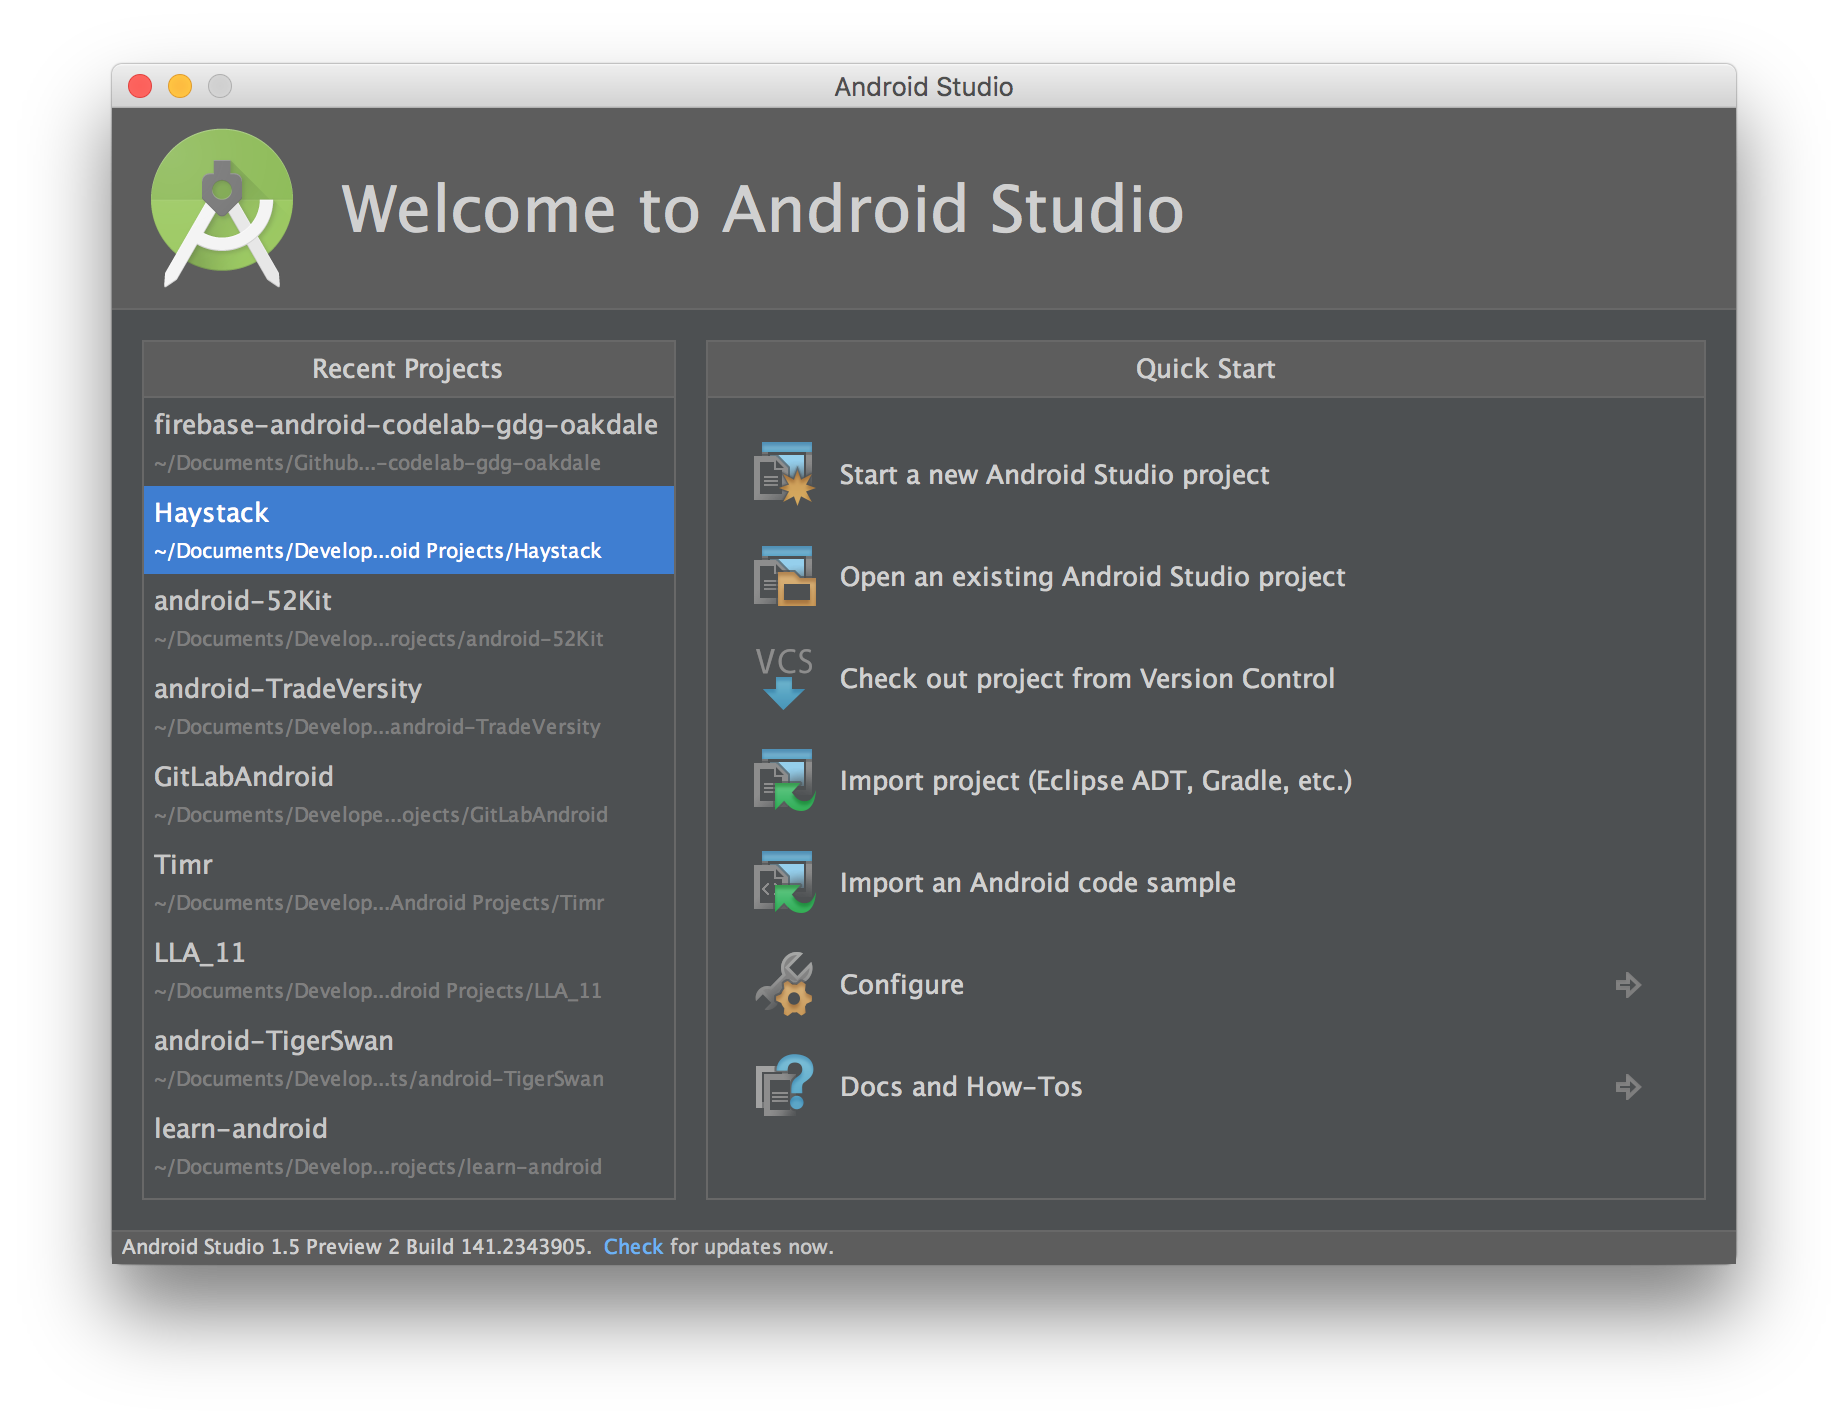 Android Studio
Welcome to Android Studio
Recent Projects
firebase-android-codelab-gdg-oakdale
~/Documents/Github...-codelab-gdg-oakdale
Haystack
~/Documents/Develop...oid Projects/Haystack
android-52Kit
~/Documents/Develop...rojects/android-52Kit
android-TradeVersity
~/Documents/Develop...android-TradeVersity
GitLabAndroid
~/Documents/Develope...ojects/GitLabAndroid
Timr
~/Documents/Develop...Android Projects/Timr
LLA_11
~/Documents/Develop...droid Projects/LLA_11
android-TigerSwan
~/Documents/Develop...ts/android-TigerSwan
learn-android
~/Documents/Develop...rojects/learn-android
Quick Start
Start a new Android Studio project
Open an existing Android Studio project
VCS
Check out project from Version Control
Import project (Eclipse ADT, Gradle, etc.)
Import an Android code sample
Configure
Docs and How-Tos
Android Studio 1.5 Preview 2 Build 141.2343905. Check for updates now.